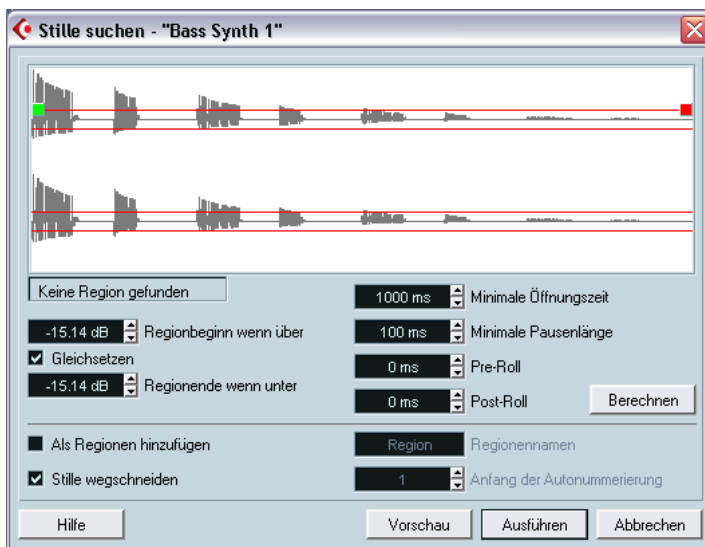 Stille suchen - "Bass Synth 1"
Keine Region gefunden
1000 ms Minimale Öffnungszeit
-15.14 dB Regionbeginn wenn über
100 ms Minimale Pausenlänge
Gleichsetzen
0 ms Pre-Roll
-15.14 dB Regionende wenn unter
0 ms Post-Roll
Berechnen
Als Regionen hinzufügen
Region Regionennamen
Stille wegschneiden
1 Anfang der Autonummerierung
Hilfe
Vorschau
Ausführen
Abbrechen